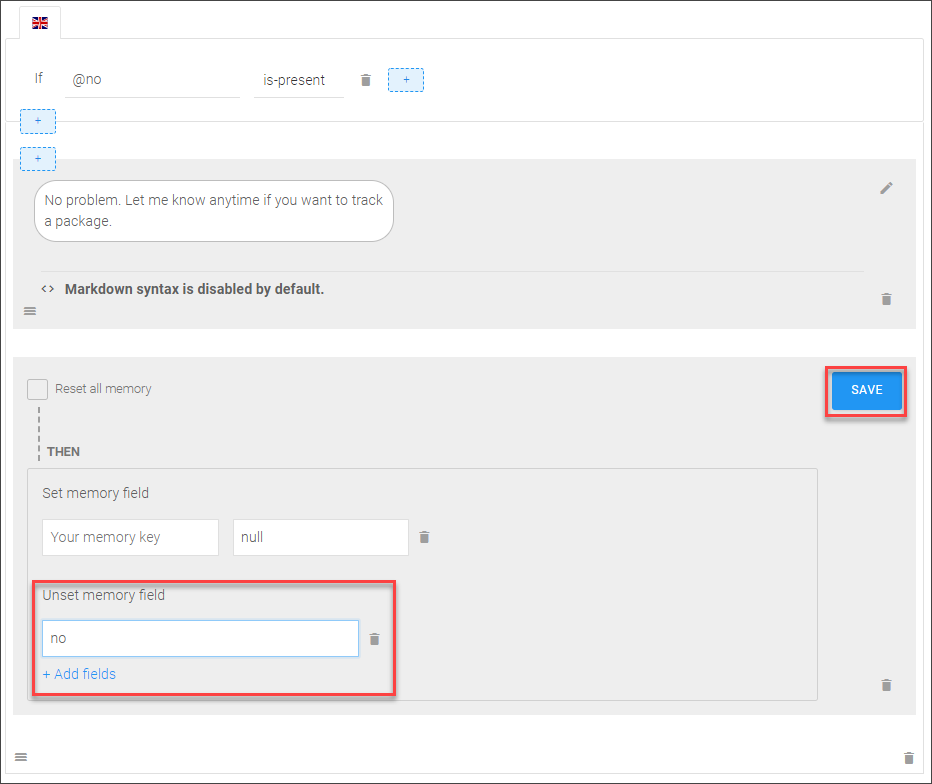 If @no is-present +
+
+
No problem. Let me know anytime if you want to track
a package.
<> Markdown syntax is disabled by default.
Reset all memory
SAVE
THEN
Set memory field
Your memory key null
Unset memory field
no
+ Add fields